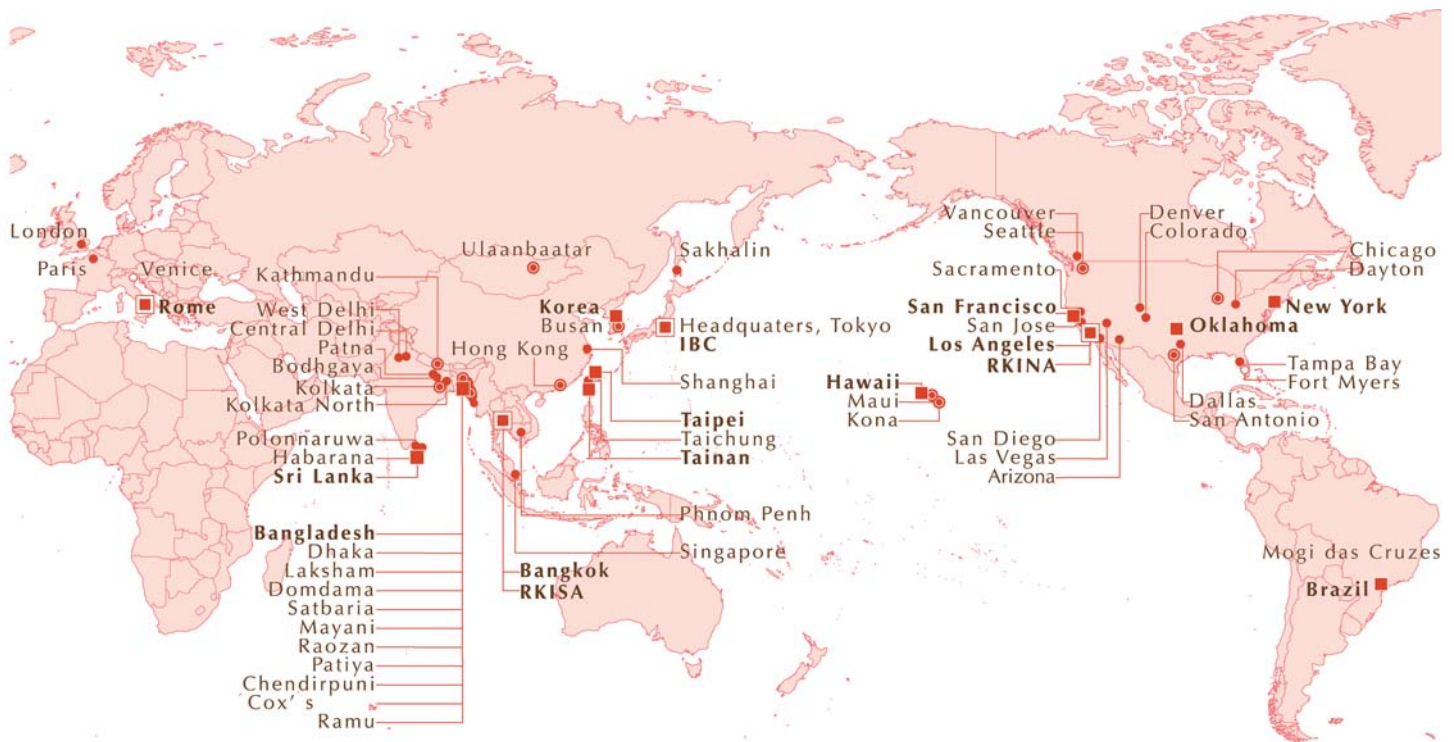 London
Paris
Venice
Rome
Kathmandu
West Delhi
Central Delhi
Patna
Bodhgaya
Kolkata
Kolkata North
Polonnaruwa
Habarana
Sri Lanka
Bangladesh
Dhaka
Laksham
Domdama
Satbaria
Mayani
Raozan
Patiya
Chendirpuni
Cox' s
Ramu
Ulaanbaatar
Sakhalin
Korea
Busan
Headquaters, Tokyo
IBC
Hong Kong
Shanghai
Taipei
Taichung
Tainan
Phnom Penh
Singapore
Bangkok
RKISA
Vancouver
Seattle
Sacramento
San Francisco
San Jose
Los Angeles
RKINA
Hawaii
Maui
Kona
San Diego
Las Vegas
Arizona
Denver
Colorado
Chicago
Dayton
New York
Oklahoma
Tampa Bay
Fort Myers
Dallas
San Antonio
Mogi das Cruzes
Brazil